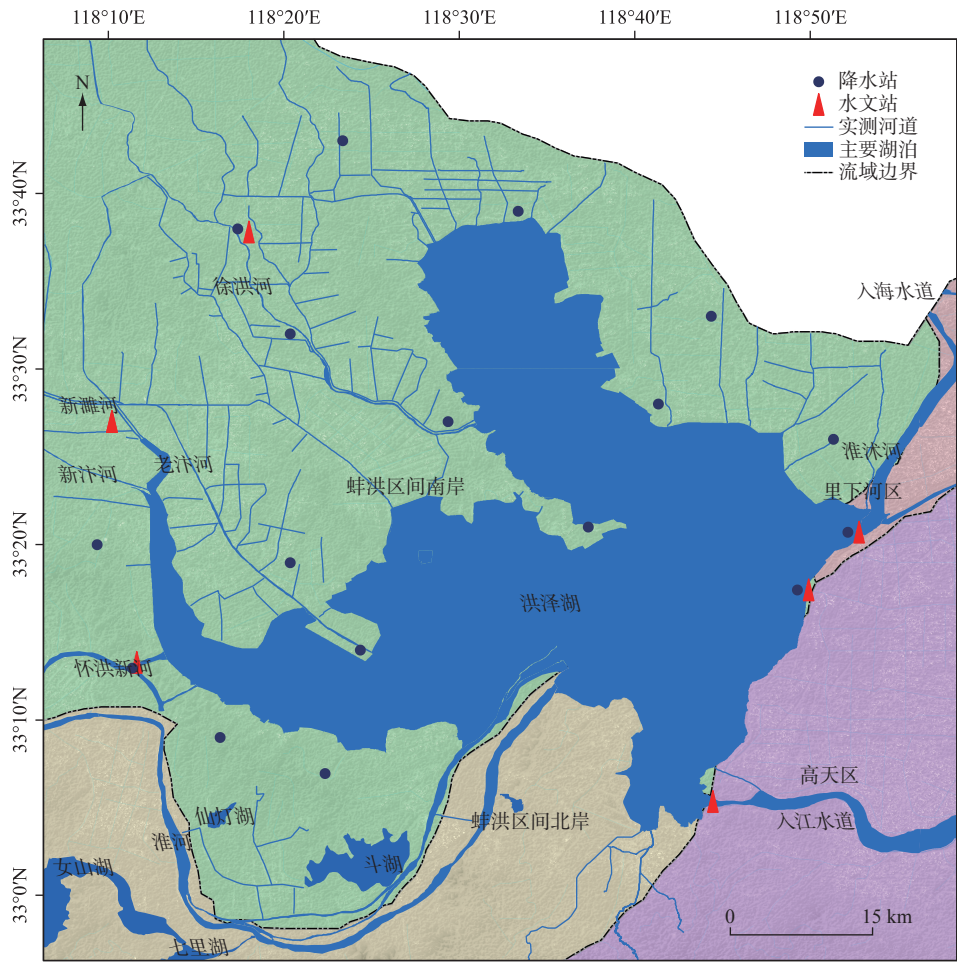 118°10′E 118°20′E 118°30′E 118°40′E 118°50′E
N
降水站
水文站
实测河道
主要湖泊
流域边界
33°40′N
徐洪河
入海水道
33°30′N
新濉河
老汴河
淮沭河
新汴河
蚌洪区间南岸
里下河区
33°20′N
洪泽湖
怀洪新河
33°10′N
高天区
仙灯湖
蚌洪区间北岸
入江水道
淮河
女山湖
斗湖
33°0′N
0 15 km
七里湖